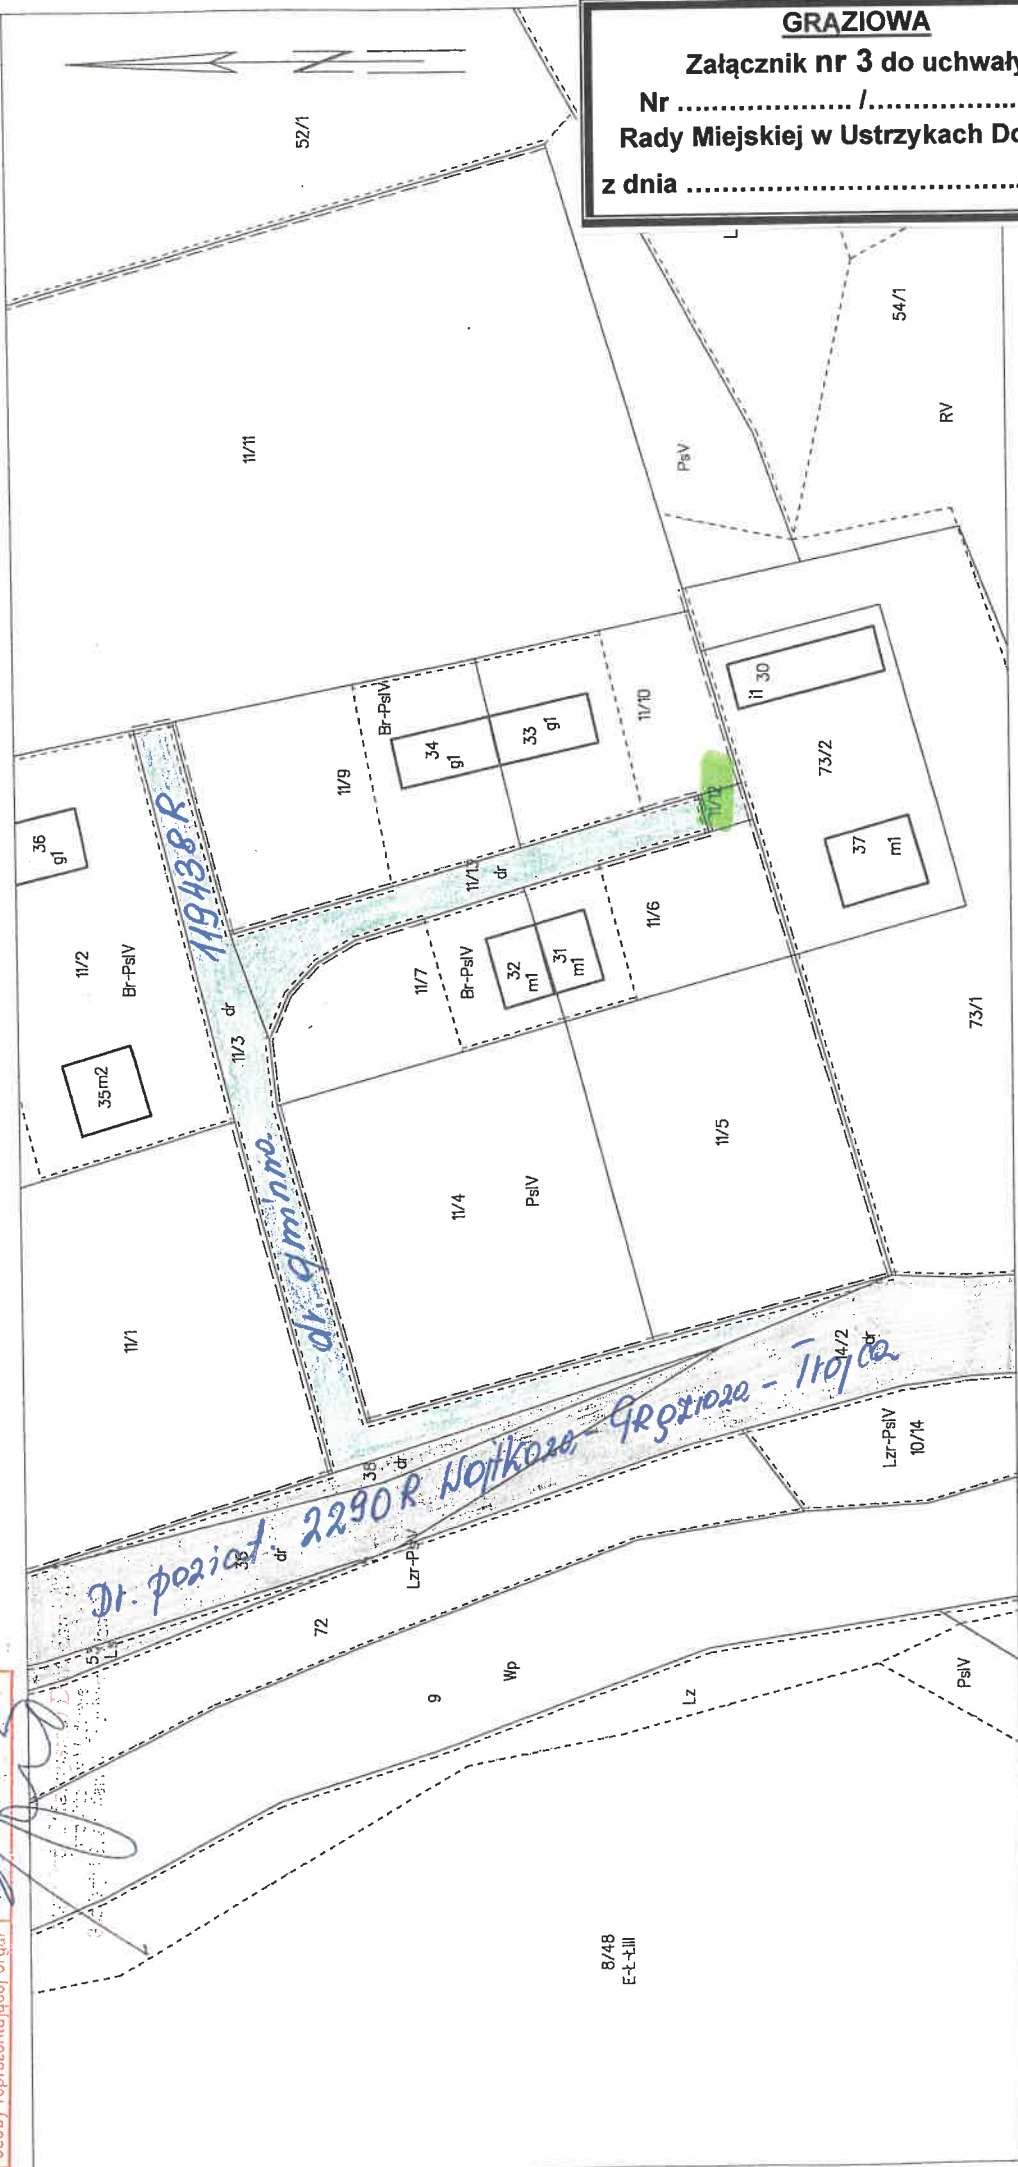 GRAZIOWA
Załącznik nr 3 do uchwały
Nr .................... /.................
Rady Miejskiej w Ustrzykach Do
z dnia ......................................
52/1
11/11
54/1
RV
PsV
36
g1
119438R
11/2
Br-PsIV
11/3
dr
35m2
11/9
Br-PsIV
34
g1
33
g1
11/10
11/12
11/13
dr
i1 30
73/2
37
m1
11/7
Br-PsIV
32
m1
31
m1
11/6
73/1
11/1
dr. gminna
11/4
PsIV
11/5
4/2
dr
38
dr
Dr. powiat. 2290R Wojtkowa - Grąziowa - Trójca
dr
Lzr-PsIV
10/14
Lzr-PsIV
72
9
Wp
Lz
PsIV
8/48
E-Ł-ŁIII